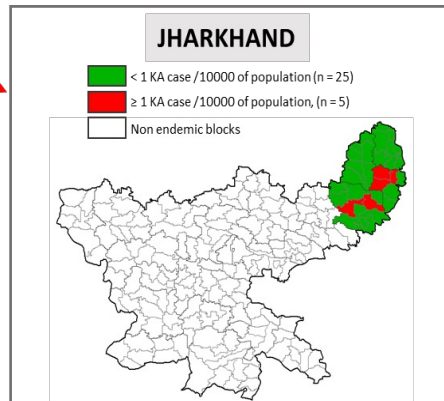 JHARKHAND
< 1 KA case /10000 of population (n = 25)
≥ 1 KA case /10000 of population, (n = 5)
Non endemic blocks